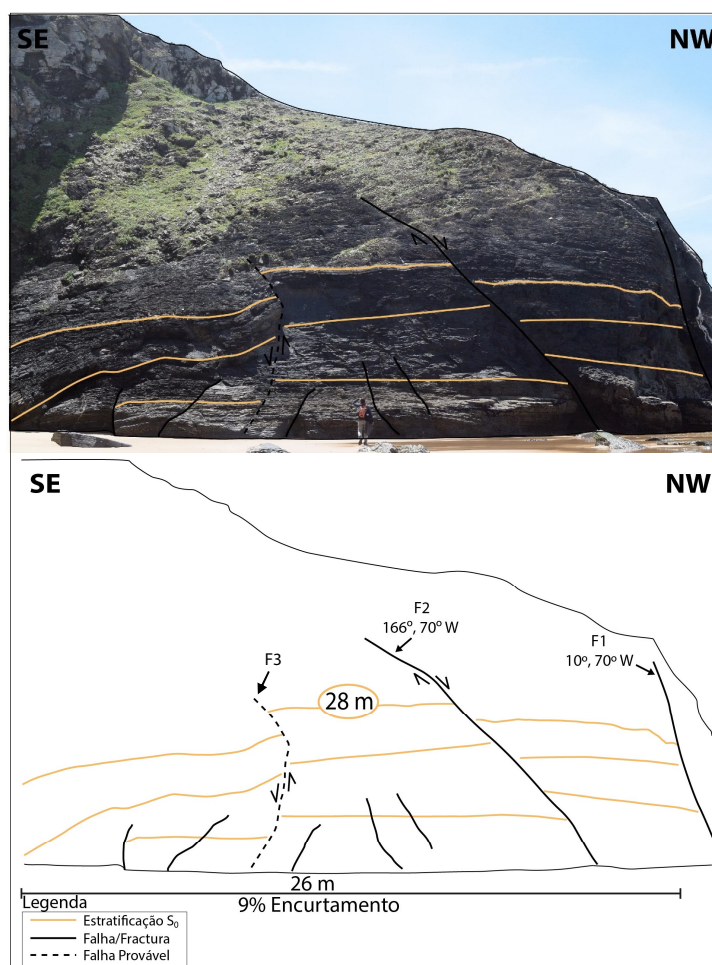 SE
NW
SE
NW
F2
166º, 70º W
F1
10º, 70º W
F3
28 m
26 m
9% Encurtamento
Legenda
Estratificação S₀
Falha/Fractura
Falha Provável